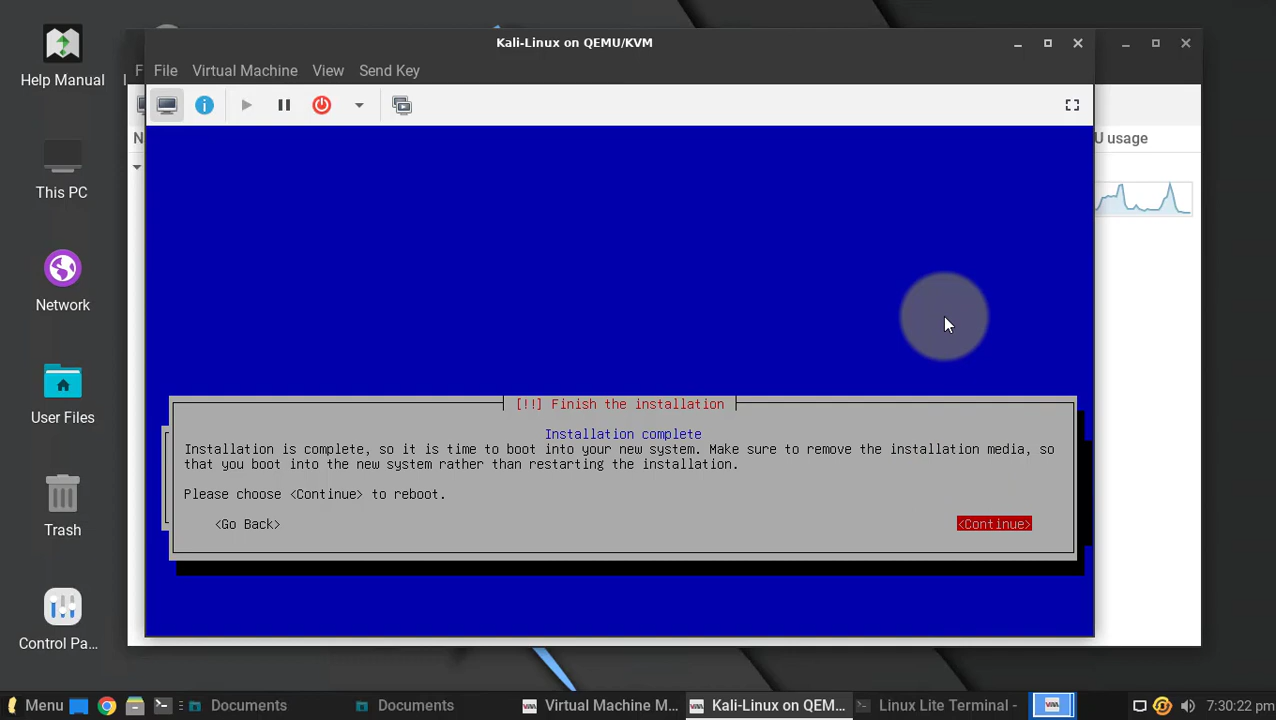 Help Manual
This PC
Network
User Files
Trash
Control Pa...
Kali-Linux on QEMU/KVM
File Virtual Machine View Send Key
U usage
[!!] Finish the installation
Installation complete
Installation is complete, so it is time to boot into your new system. Make sure to remove the installation media, so
that you boot into the new system rather than restarting the installation.
Please choose <Continue> to reboot.
<Go Back> <Continue>
Menu Documents Documents Virtual Machine M... Kali-Linux on QEM... Linux Lite Terminal - 7:30:22 pm